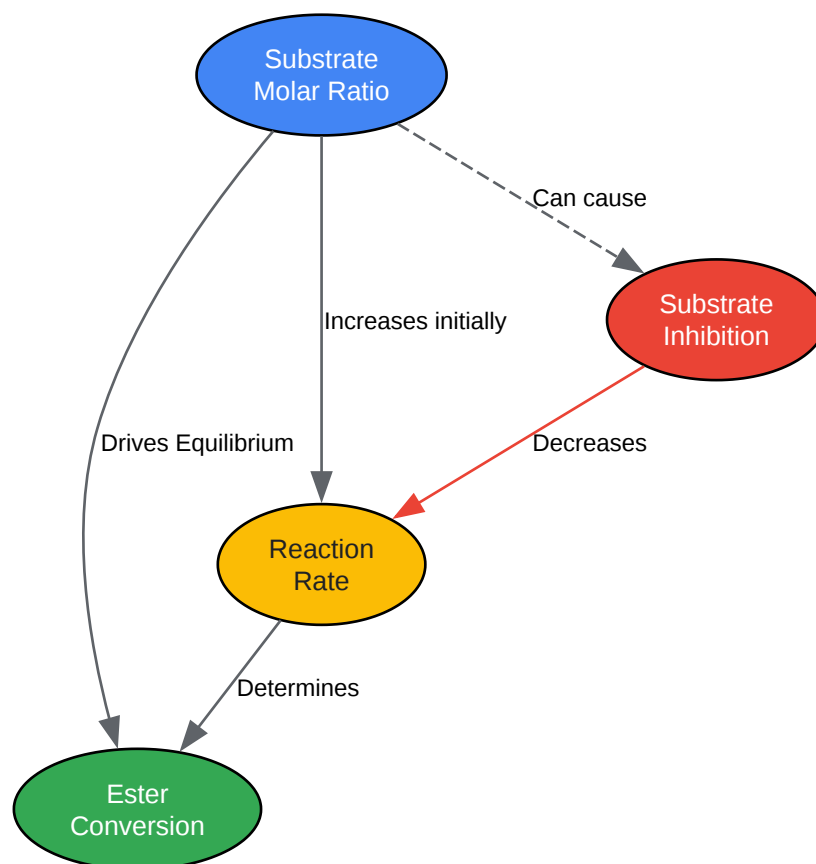 Substrate
Molar Ratio
Can cause
Substrate
Inhibition
Increases initially
Drives Equilibrium
Decreases
Reaction
Rate
Determines
Ester
Conversion